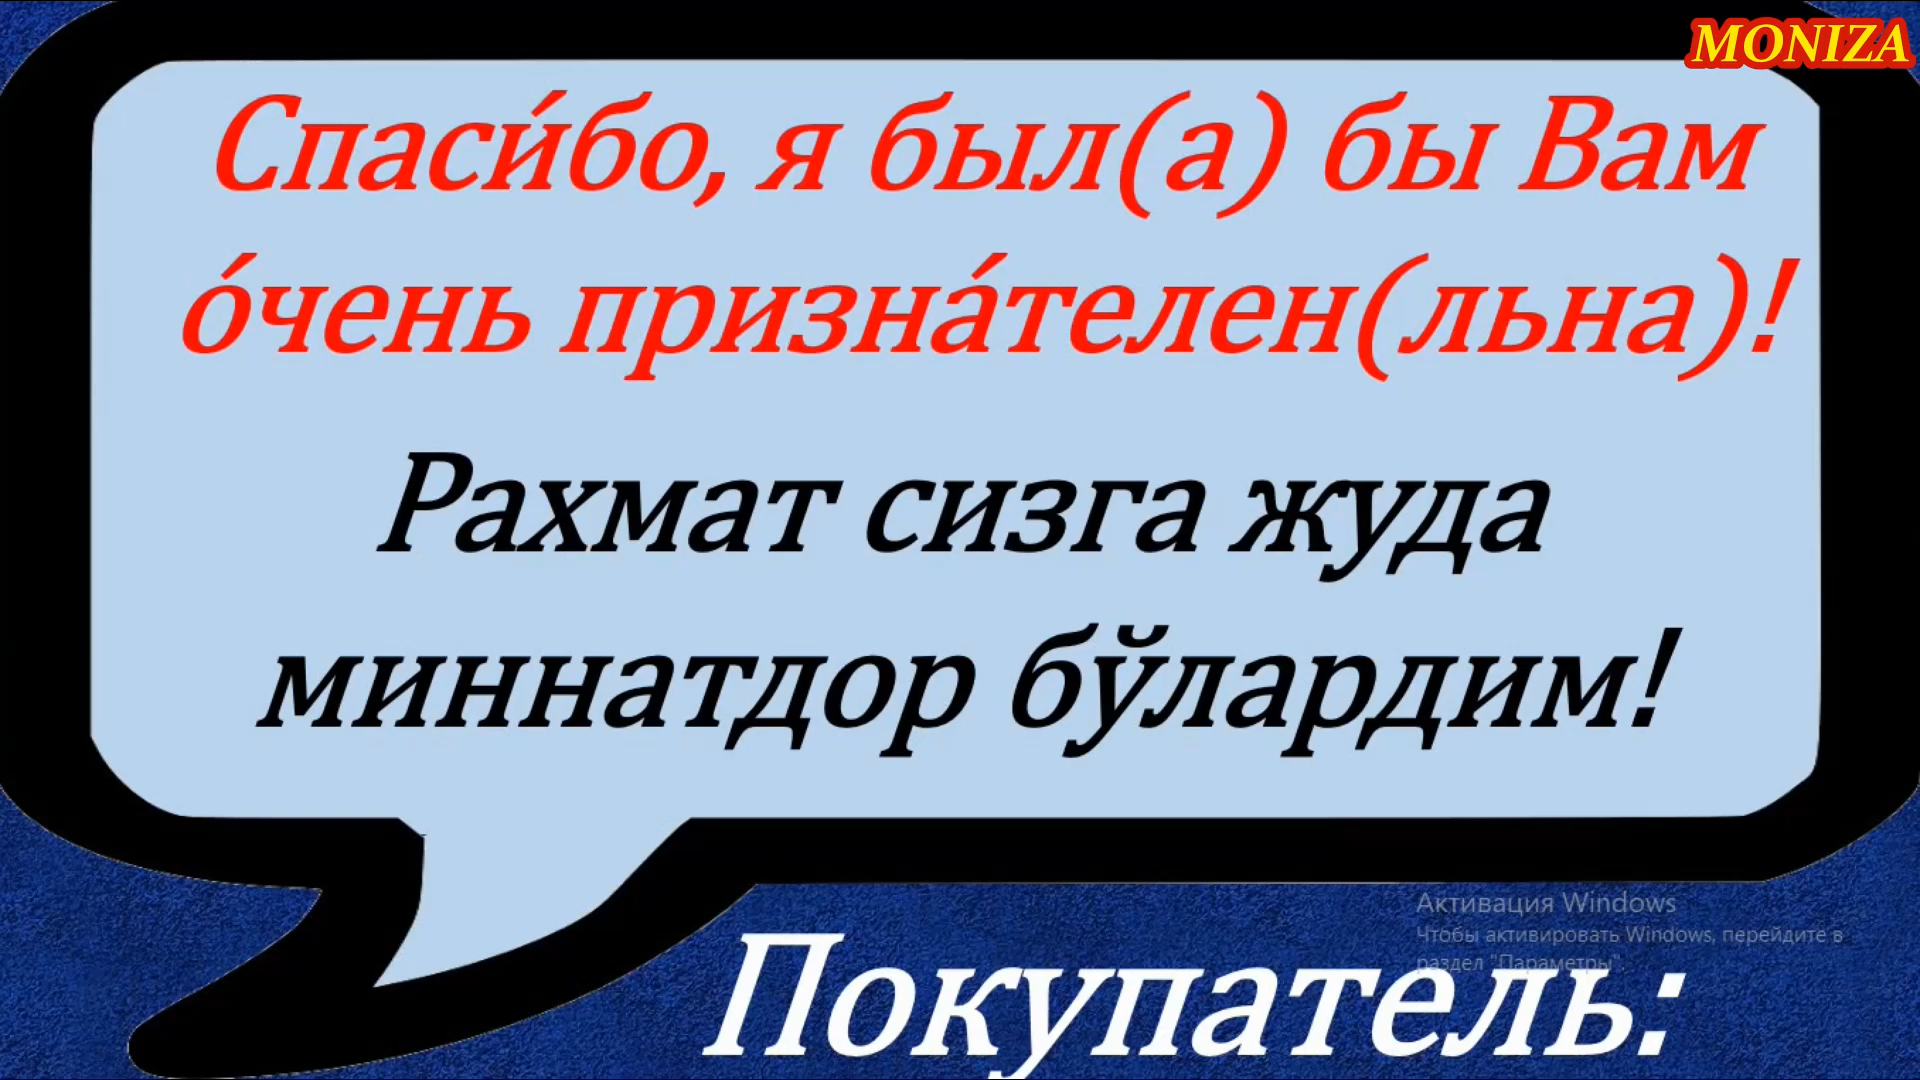 MONIZA
Спаси́бо, я был(а) бы Вам
о́чень призна́телен(льна)!
Рахмат сизга жуда
миннатдор бўлардим!
Активация Windows
Чтобы активировать Windows, перейдите в
раздел "Параметры".
Покупатель: